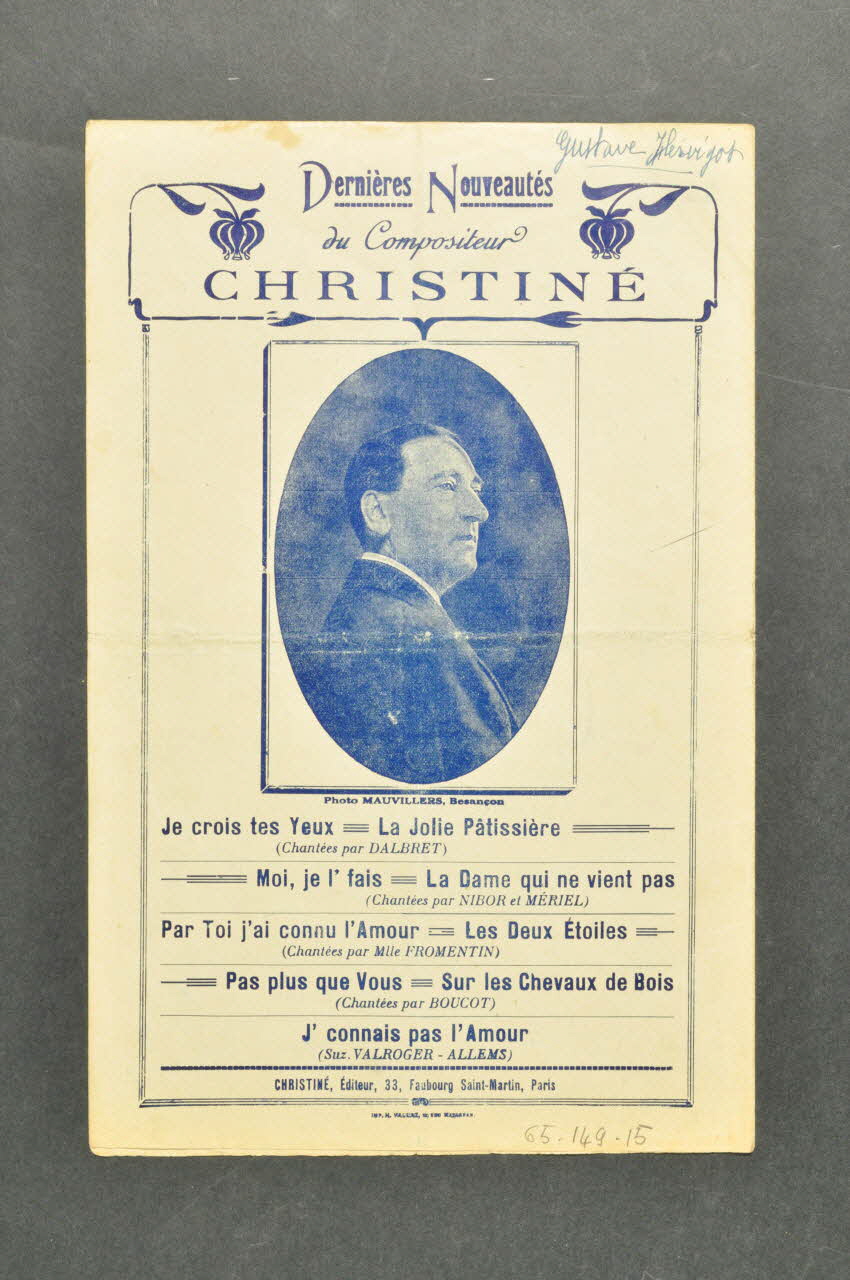 Gustave
Dernières Nouveautés
du Compositeur
CHRISTINÉ
Photo MAUVILLERS, Besançon
Je crois tes Yeux La Jolie Pâtissière
(Chantées par DALBRET)
Moi, je l' fais La Dame qui ne vient pas
(Chantées par NIBOR et MÉRIEL)
Par Toi j'ai connu l'Amour Les Deux Étoiles
(Chantées par Mlle FROMENTIN)
Pas plus que Vous Sur les Chevaux de Bois
(Chantées par BOUCOT)
J' connais pas l'Amour
(Suz. VALROGER - ALLEMS)
CHRISTINÉ, Éditeur, 33, Faubourg Saint-Martin, Paris
65-149-15